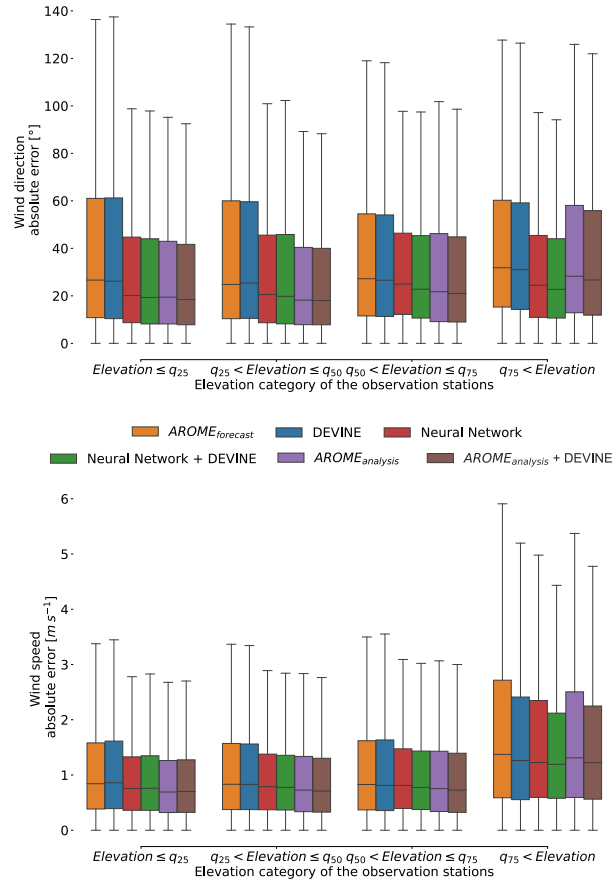 140
120
100
80
60
40
20
0
Wind direction
absolute error [°]
Elevation ≤ q25
q25 < Elevation ≤ q50
q50 < Elevation ≤ q75
q75 < Elevation
Elevation category of the observation stations
AROMEforecast
DEVINE
Neural Network
Neural Network + DEVINE
AROMEanalysis
AROMEanalysis + DEVINE
6
5
4
3
2
1
0
Wind speed
absolute error [m s⁻¹]
Elevation ≤ q25
q25 < Elevation ≤ q50
q50 < Elevation ≤ q75
q75 < Elevation
Elevation category of the observation stations